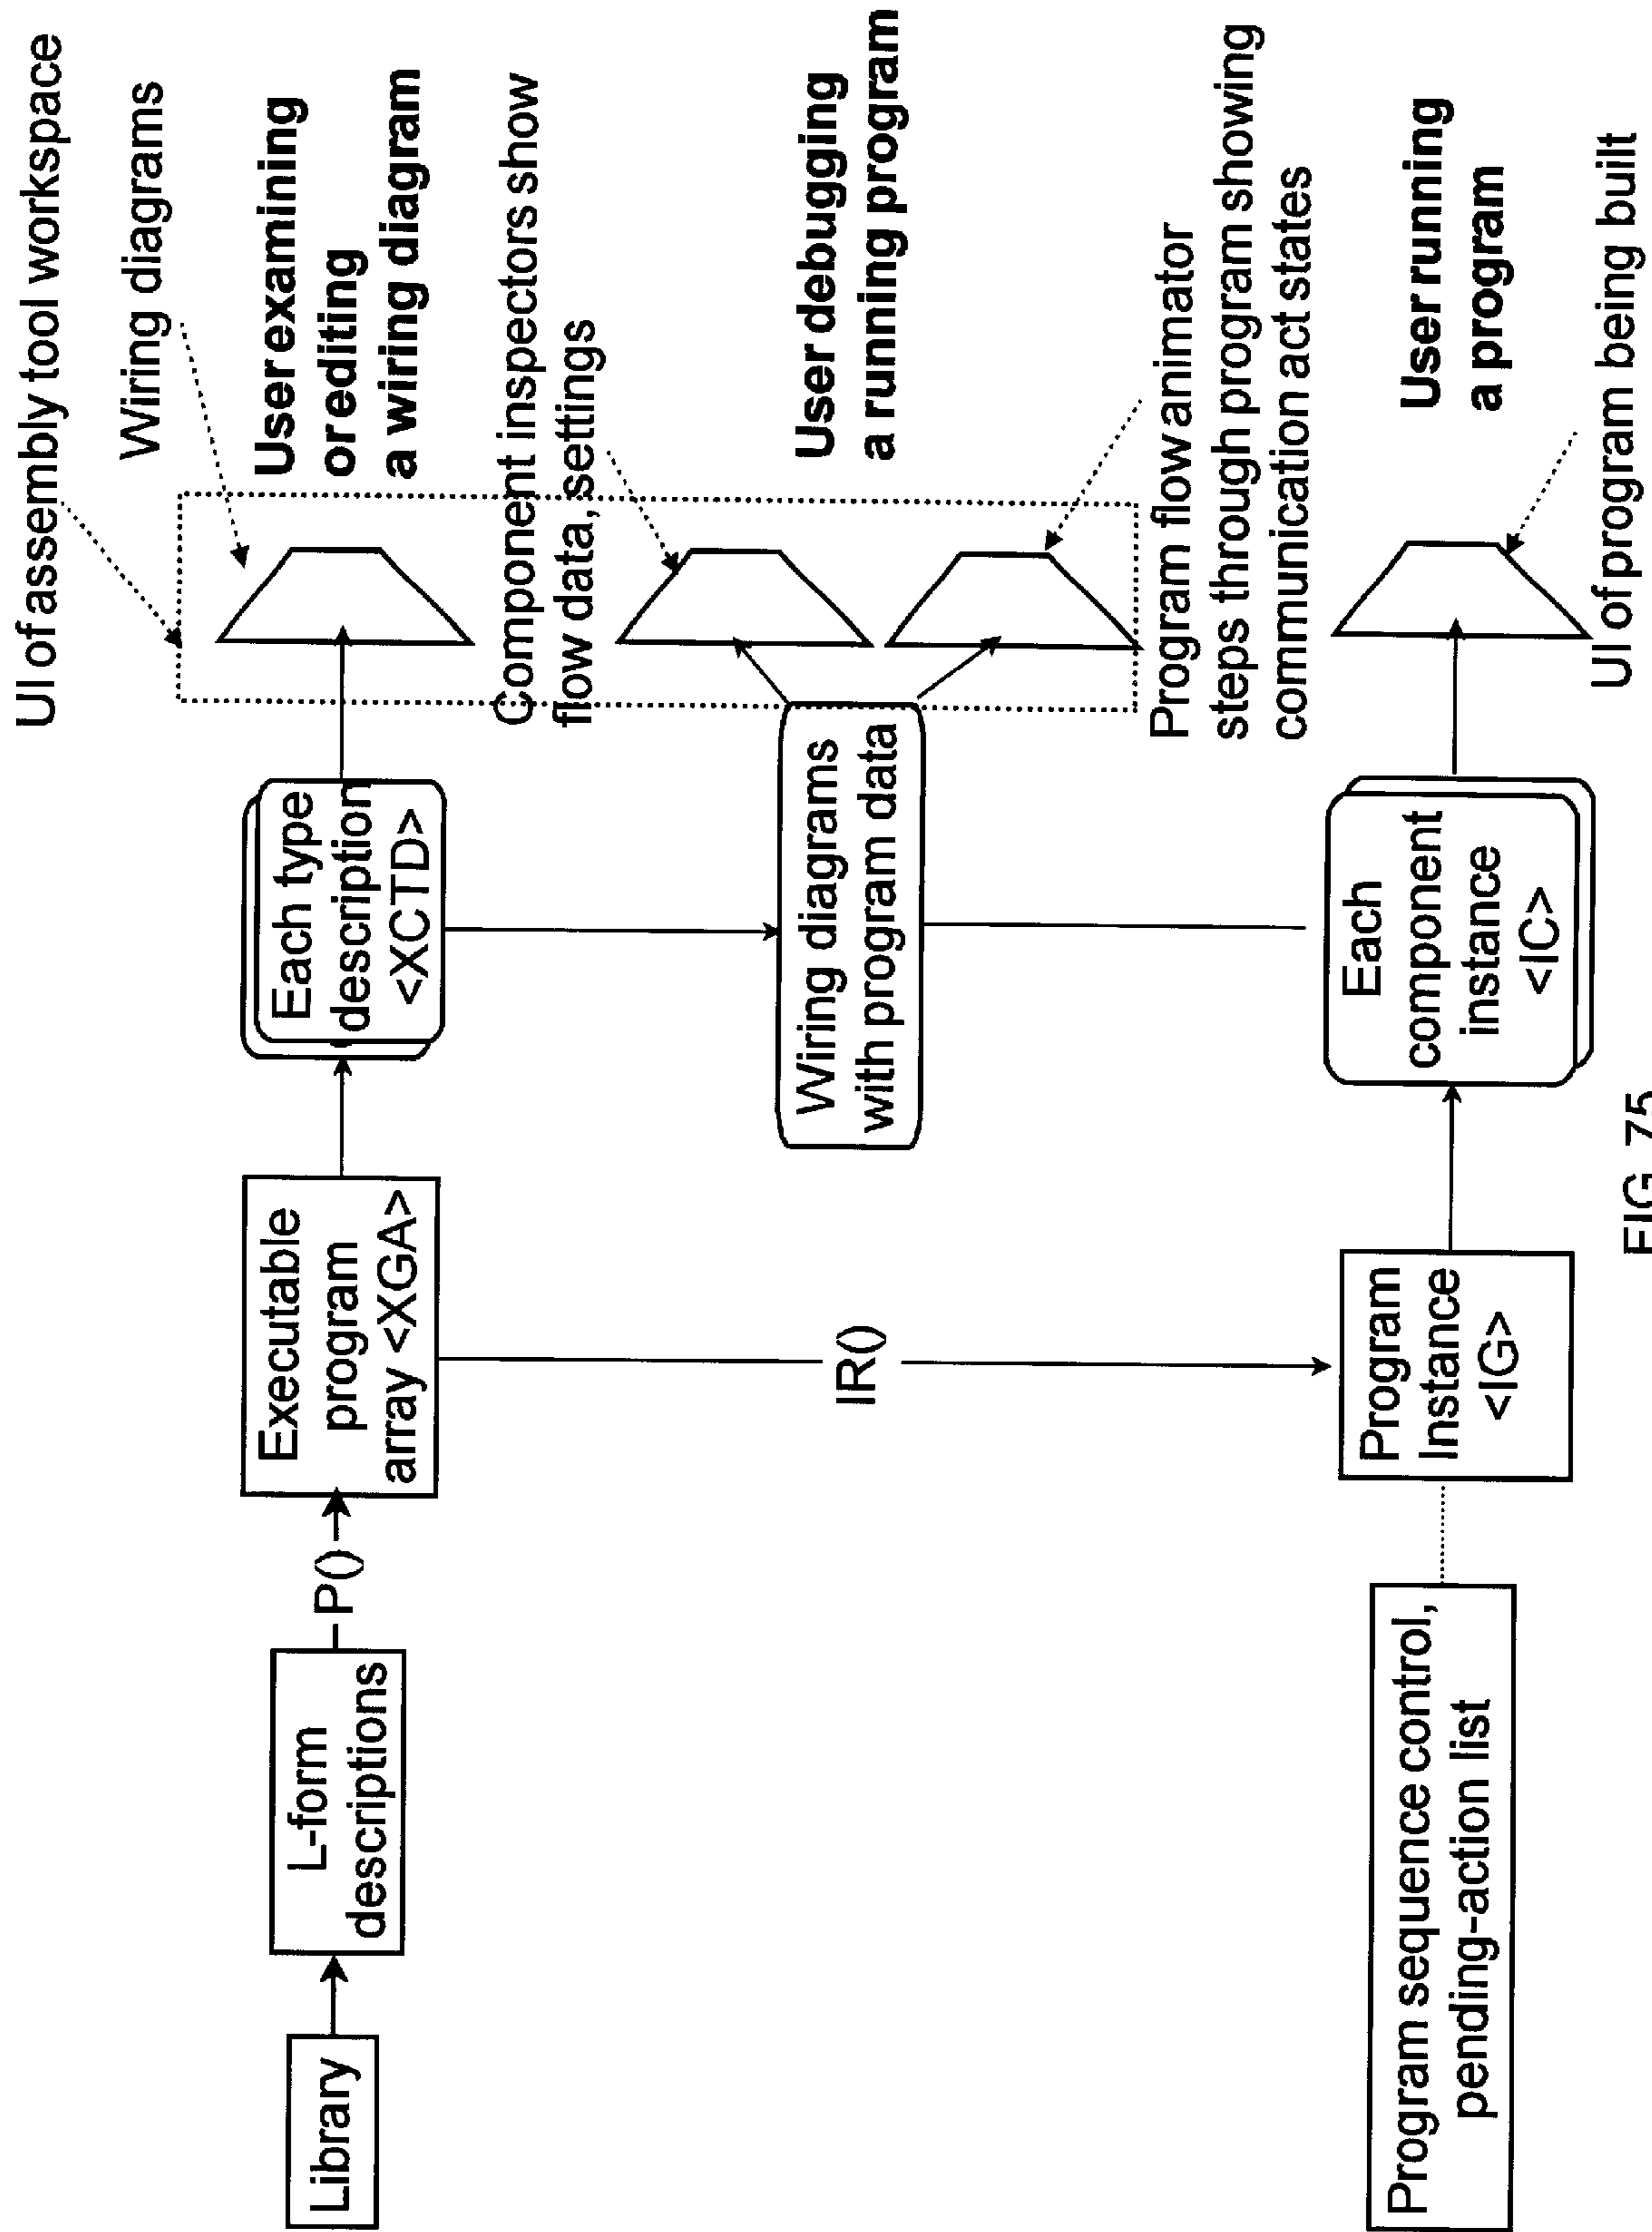 UI of assembly tool workspace
Wiring diagrams
User examining
or editing
a wiring diagram
Library
L-form
descriptions
P()
Executable
program
array <XGA>
Each type
description
<XCTD>
Component inspectors show
flow data, settings
IR()
Wiring diagrams
with program data
User debugging
a running program
Program flow animator
steps through program showing
communication act states
Program sequence control,
pending-action list
Program
Instance
<IG>
Each
component
instance
<IC>
User running
a program
UI of program being built
FIG. 75